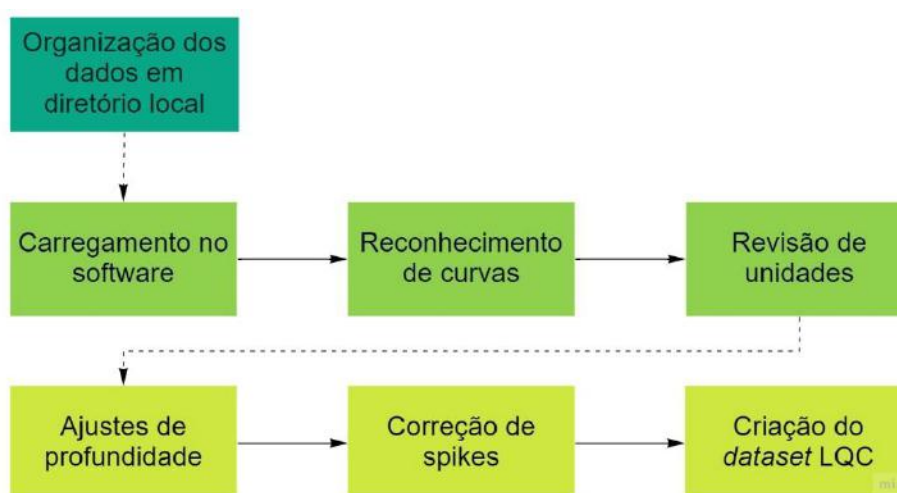 Organização dos
dados em
diretório local
Carregamento no
software
Reconhecimento
de curvas
Revisão de
unidades
Ajustes de
profundidade
Correção de
spikes
Criação do
dataset LQC
mi